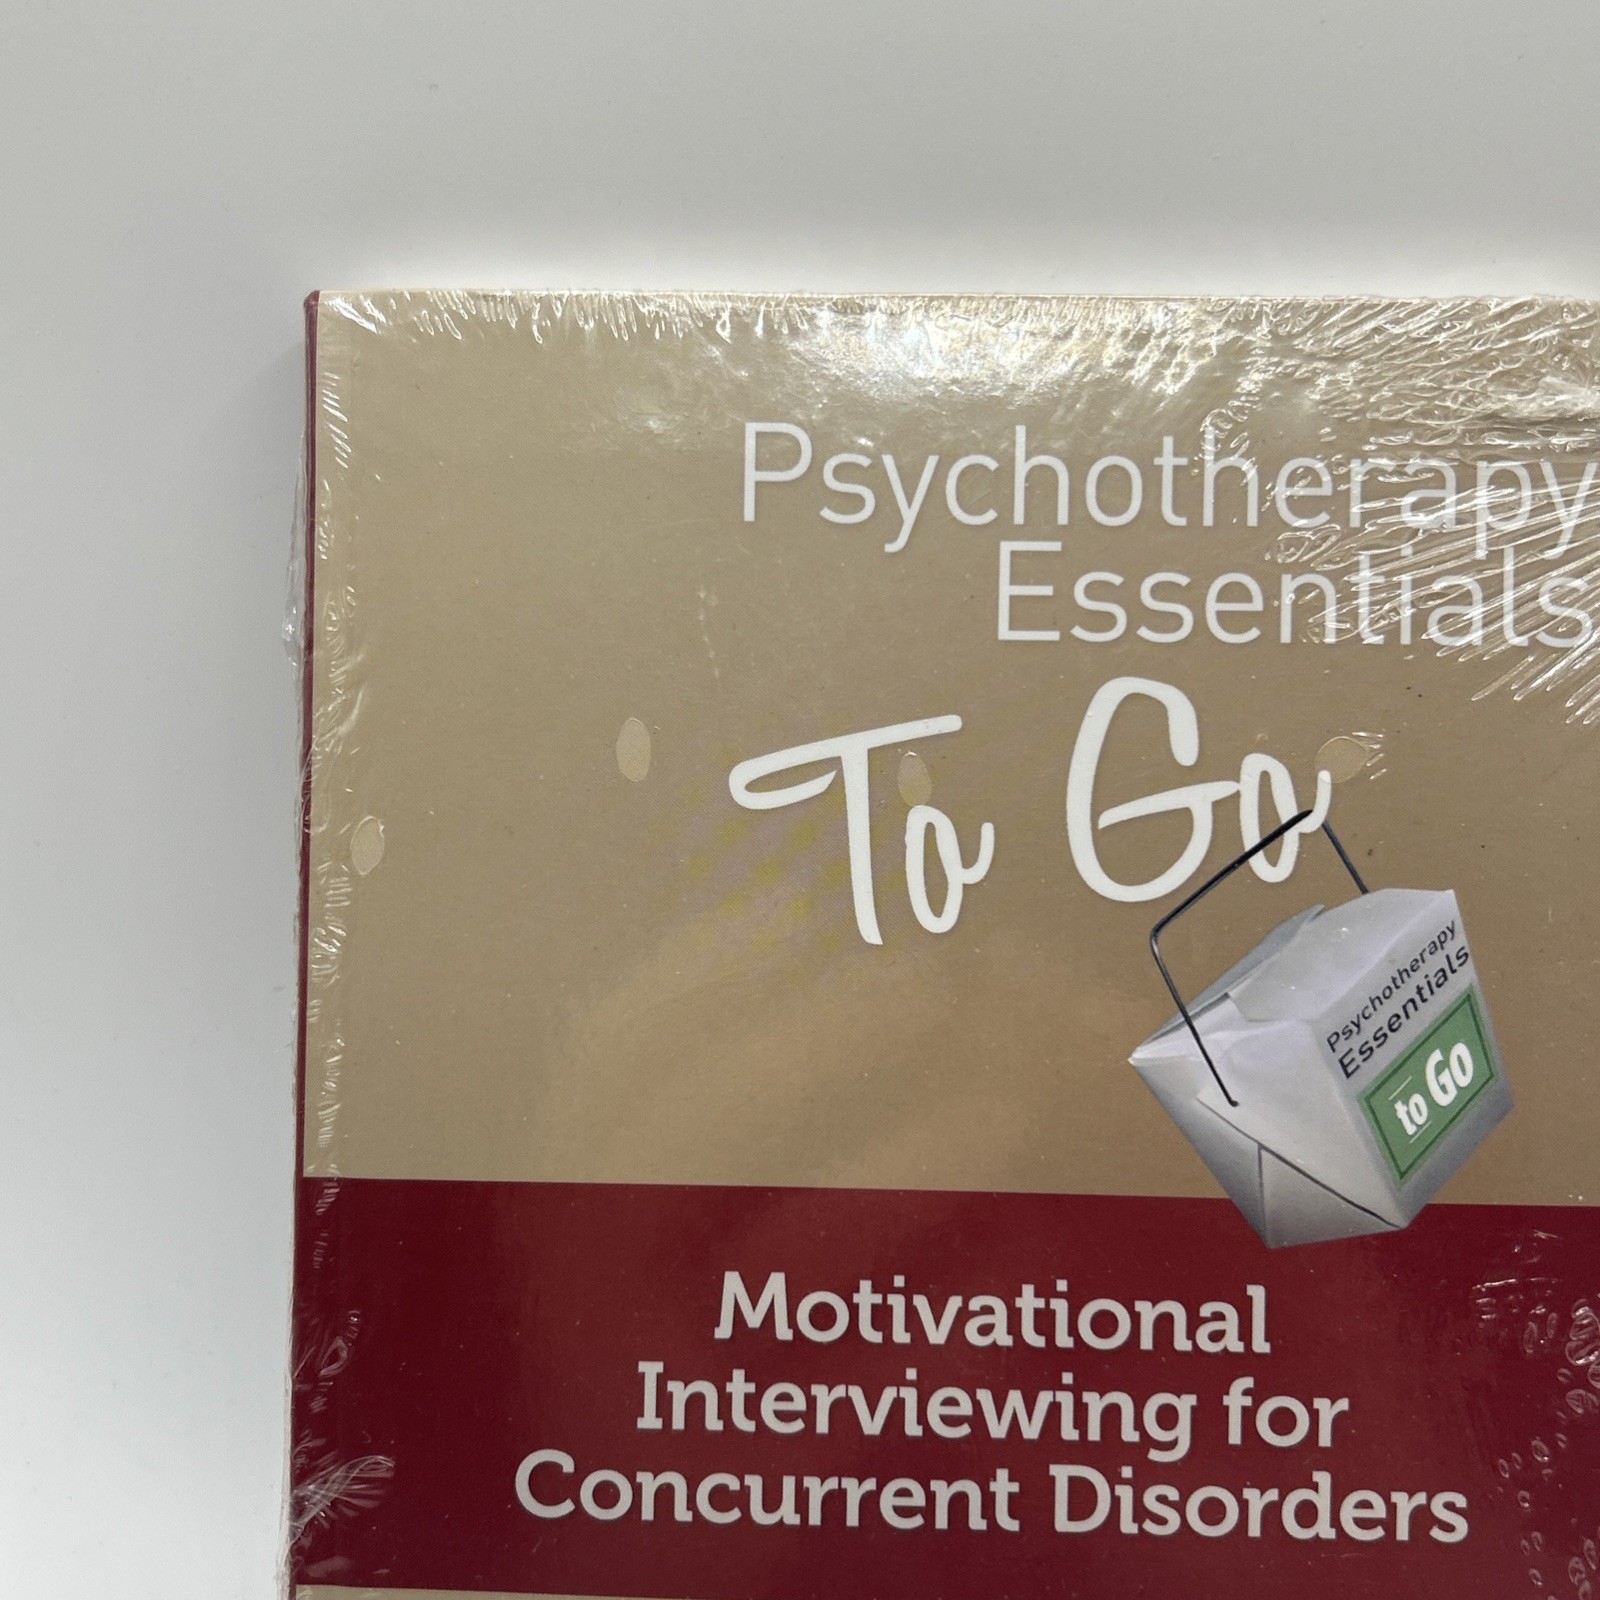 Psychotherapy
Essentials
To Go
Psychotherapy
Essentials
to Go
Motivational
Interviewing for
Concurrent Disorders